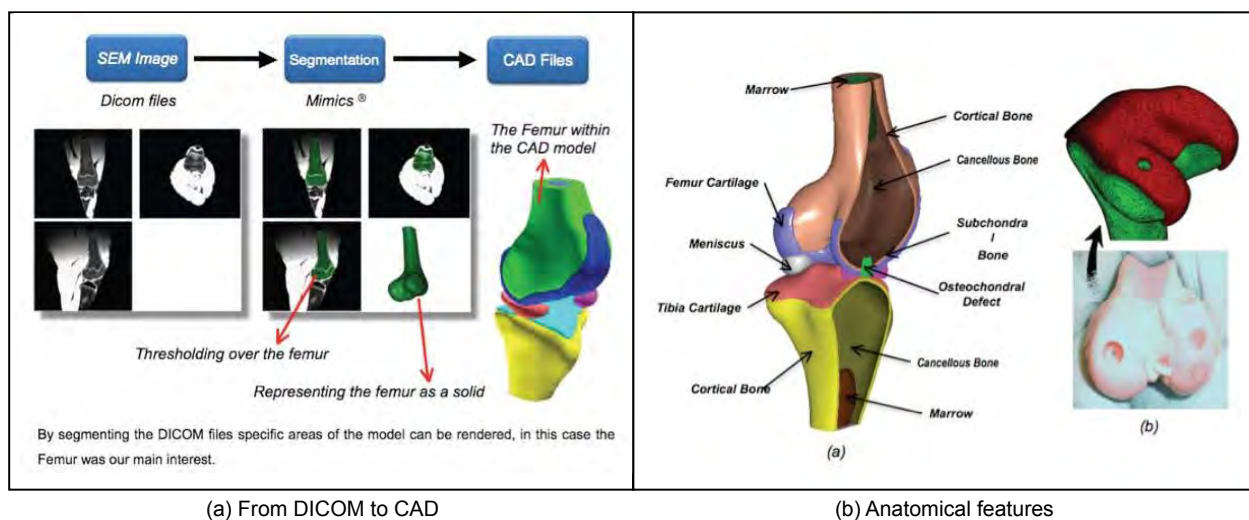 SEM Image
Segmentation
CAD Files
Dicom files
Mimics ®
The Femur within
the CAD model
Thresholding over the femur
Representing the femur as a solid
By segmenting the DICOM files specific areas of the model can be rendered, in this case the
Femur was our main interest.
(a) From DICOM to CAD
Marrow
Cortical Bone
Cancellous Bone
Femur Cartilage
Meniscus
Subchondra
l
Bone
Osteochondral
Defect
Tibia Cartilage
Cancellous Bone
Cortical Bone
Marrow
(a)
(b)
(b) Anatomical features